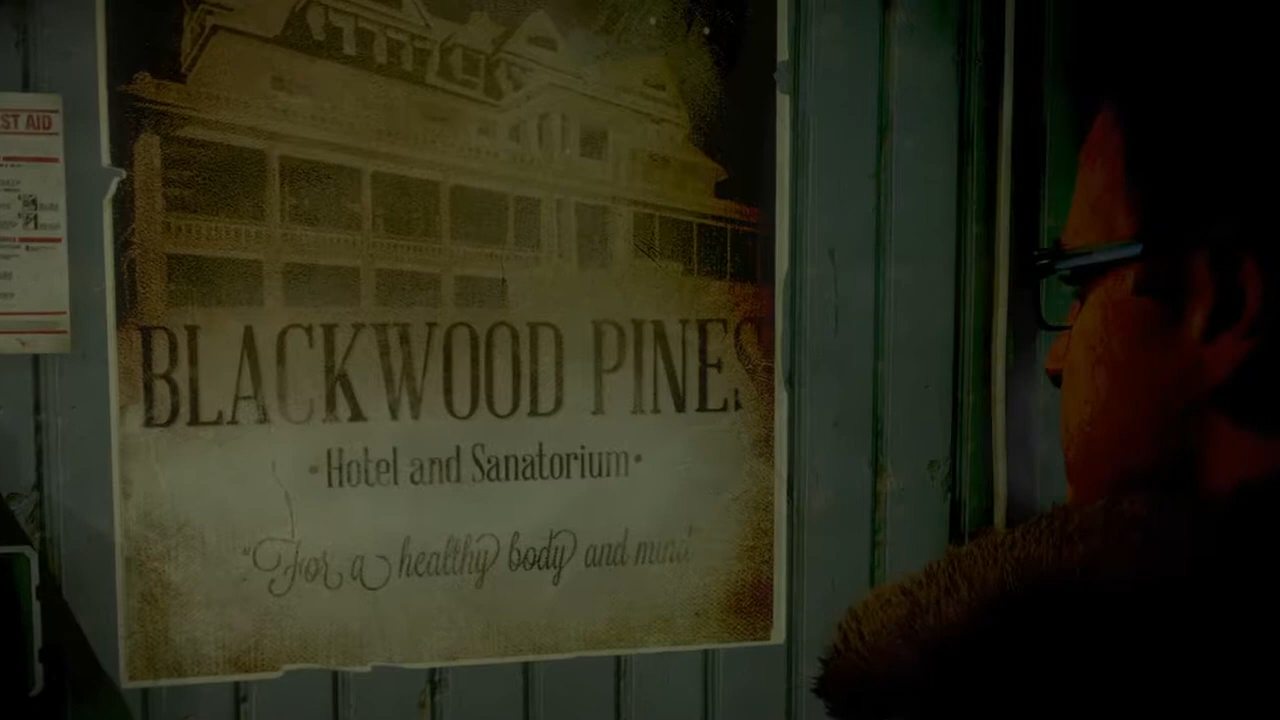 ST AID
BLACKWOOD PINES
·Hotel and Sanatorium·
"For a healthy body and mind"